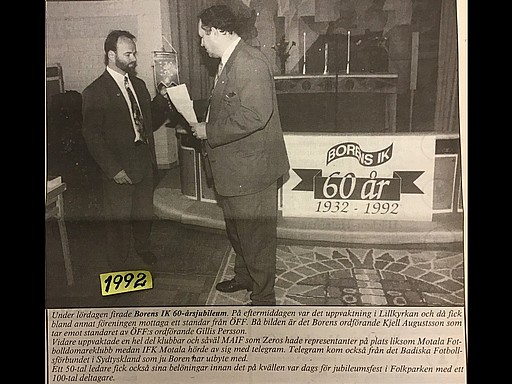 BORENS IK
60 år
1932 - 1992
1992
Under lördagen firade Borens IK 60-årsjubileum. På eftermiddagen var det uppvaktning i Lillkyrkan och då fick
bland annat föreningen mottaga ett standar från ÖFF. Bå bilden är det Borens ordförande Kjell Augustsson som
tar emot standaret av ÖFF:s ordförande Gillis Persson.
Vidare uppvaktade en hel del klubbar och såväl MAIF som Zeros hade representanter på plats liksom Motala Fot-
bolldomareklubb medan IFK Motala hörde av sig med telegram. Telegram kom också från det Badiska Fotboll-
sförbundet i Sydtyskland som ju Boren har utbyte med.
Ett 50-tal ledare fick också sina belöningar innan det på kvällen var dags för jubileumsfest i Folkparken med ett
100-tal deltagare.